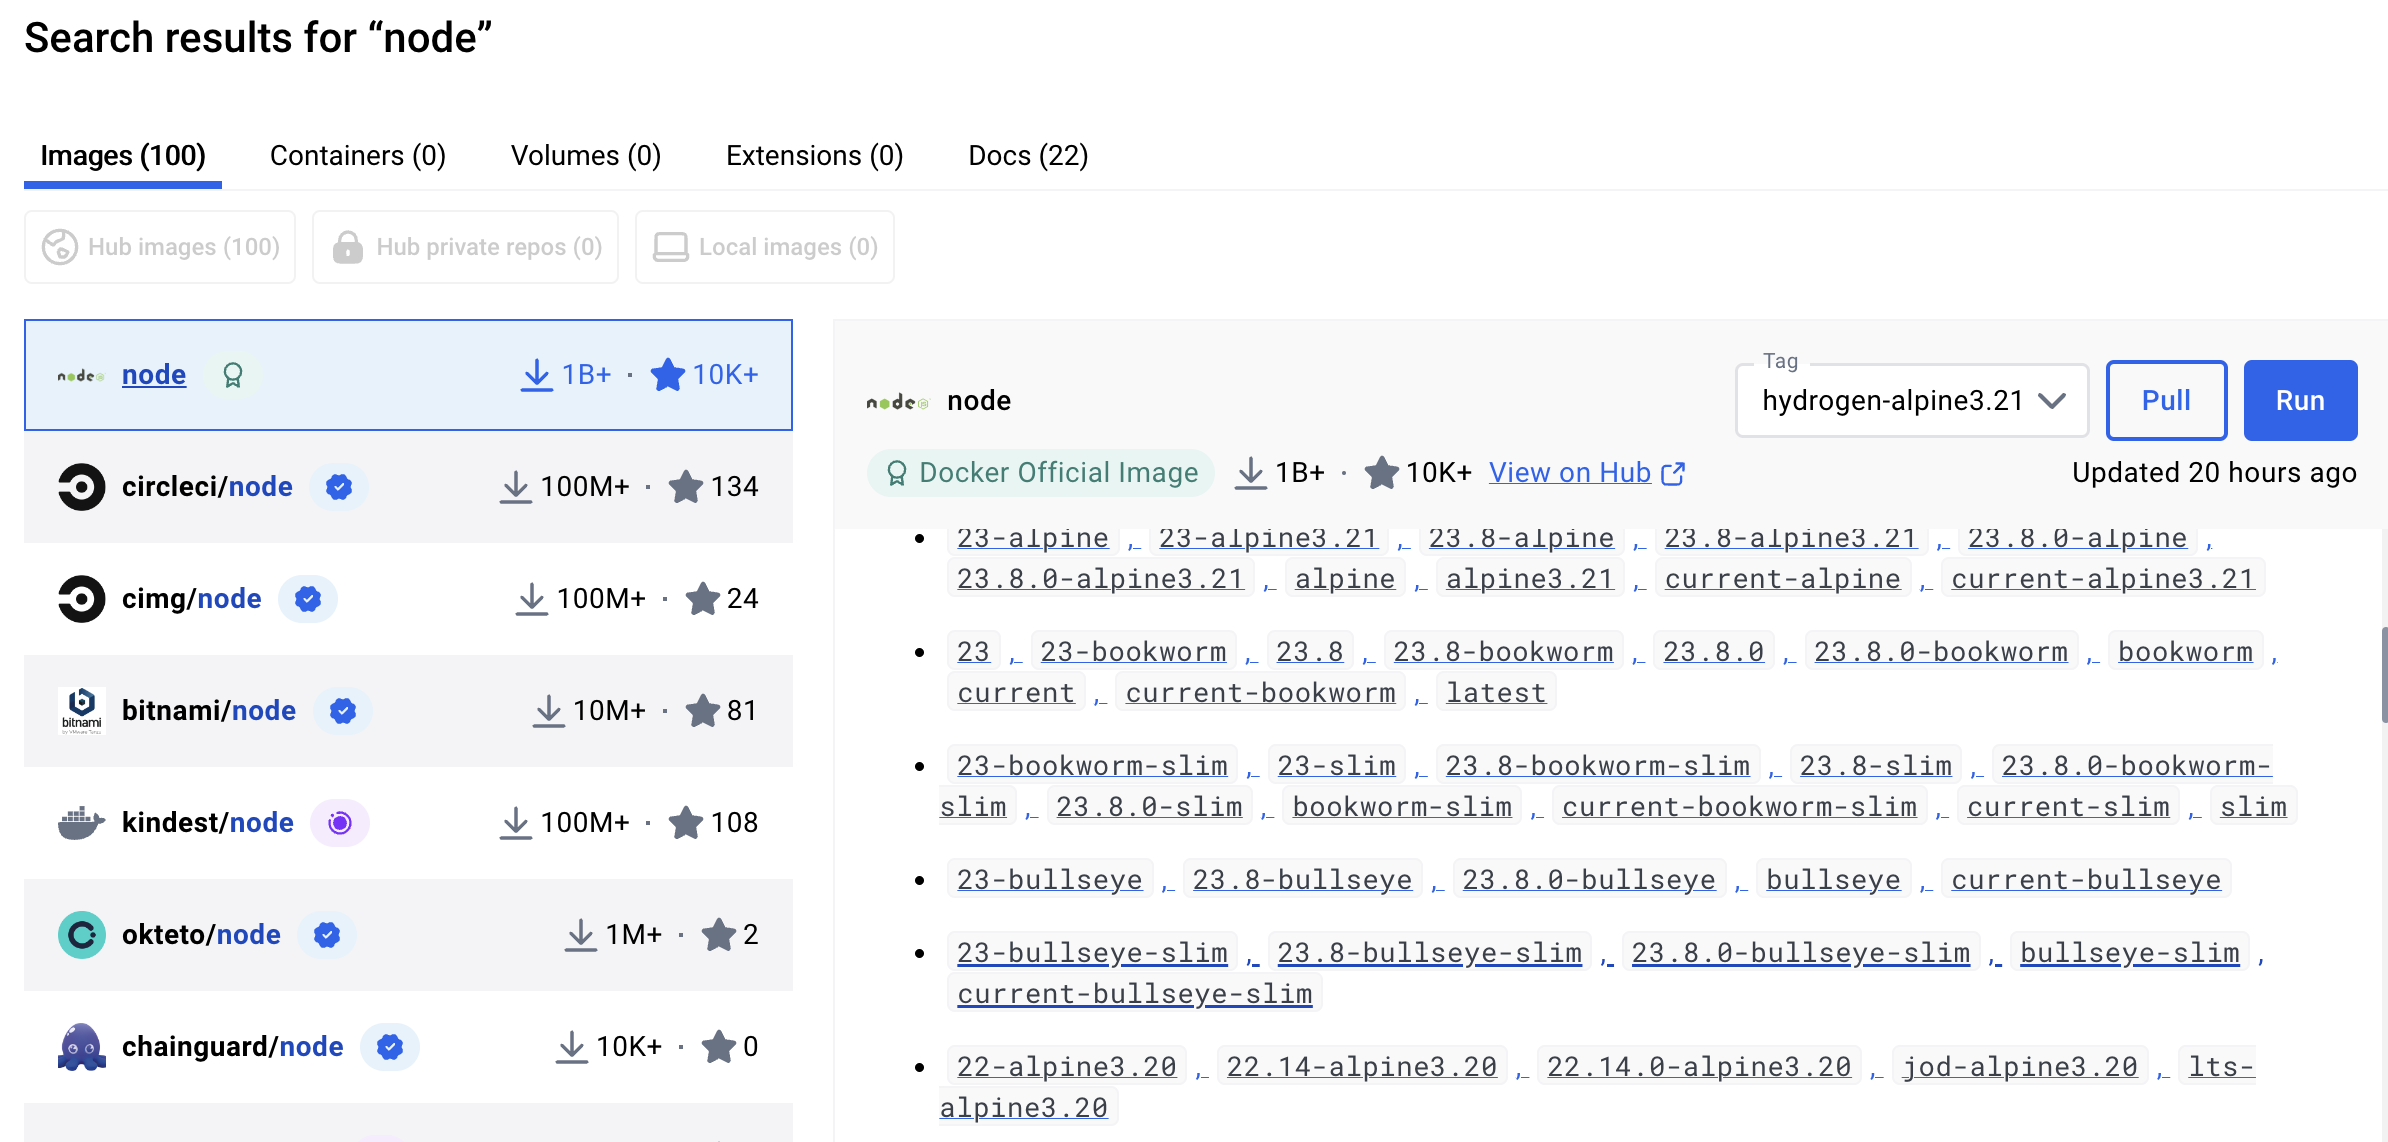 Search results for “node”
Images (100)
Containers (0)
Volumes (0)
Extensions (0)
Docs (22)
Hub images (100)
Hub private repos (0)
Local images (0)
node
node
1B+ · 10K+
circleci/node
100M+ · 134
cimg/node
100M+ · 24
bitnami
bitnami/node
10M+ · 81
kindest/node
100M+ · 108
okteto/node
1M+ · 2
chainguard/node
10K+ · 0
node
node
Tag
hydrogen-alpine3.21
Pull
Run
Docker Official Image
1B+ · 10K+
View on Hub
Updated 20 hours ago
• 23-alpine , 23-alpine3.21 , 23.8-alpine , 23.8-alpine3.21 , 23.8.0-alpine ,
23.8.0-alpine3.21 , alpine , alpine3.21 , current-alpine , current-alpine3.21
• 23 , 23-bookworm , 23.8 , 23.8-bookworm , 23.8.0 , 23.8.0-bookworm , bookworm ,
current , current-bookworm , latest
• 23-bookworm-slim , 23-slim , 23.8-bookworm-slim , 23.8-slim , 23.8.0-bookworm-
slim , 23.8.0-slim , bookworm-slim , current-bookworm-slim , current-slim , slim
• 23-bullseye , 23.8-bullseye , 23.8.0-bullseye , bullseye , current-bullseye
• 23-bullseye-slim , 23.8-bullseye-slim , 23.8.0-bullseye-slim , bullseye-slim ,
current-bullseye-slim
• 22-alpine3.20 , 22.14-alpine3.20 , 22.14.0-alpine3.20 , jod-alpine3.20 , lts-
alpine3.20